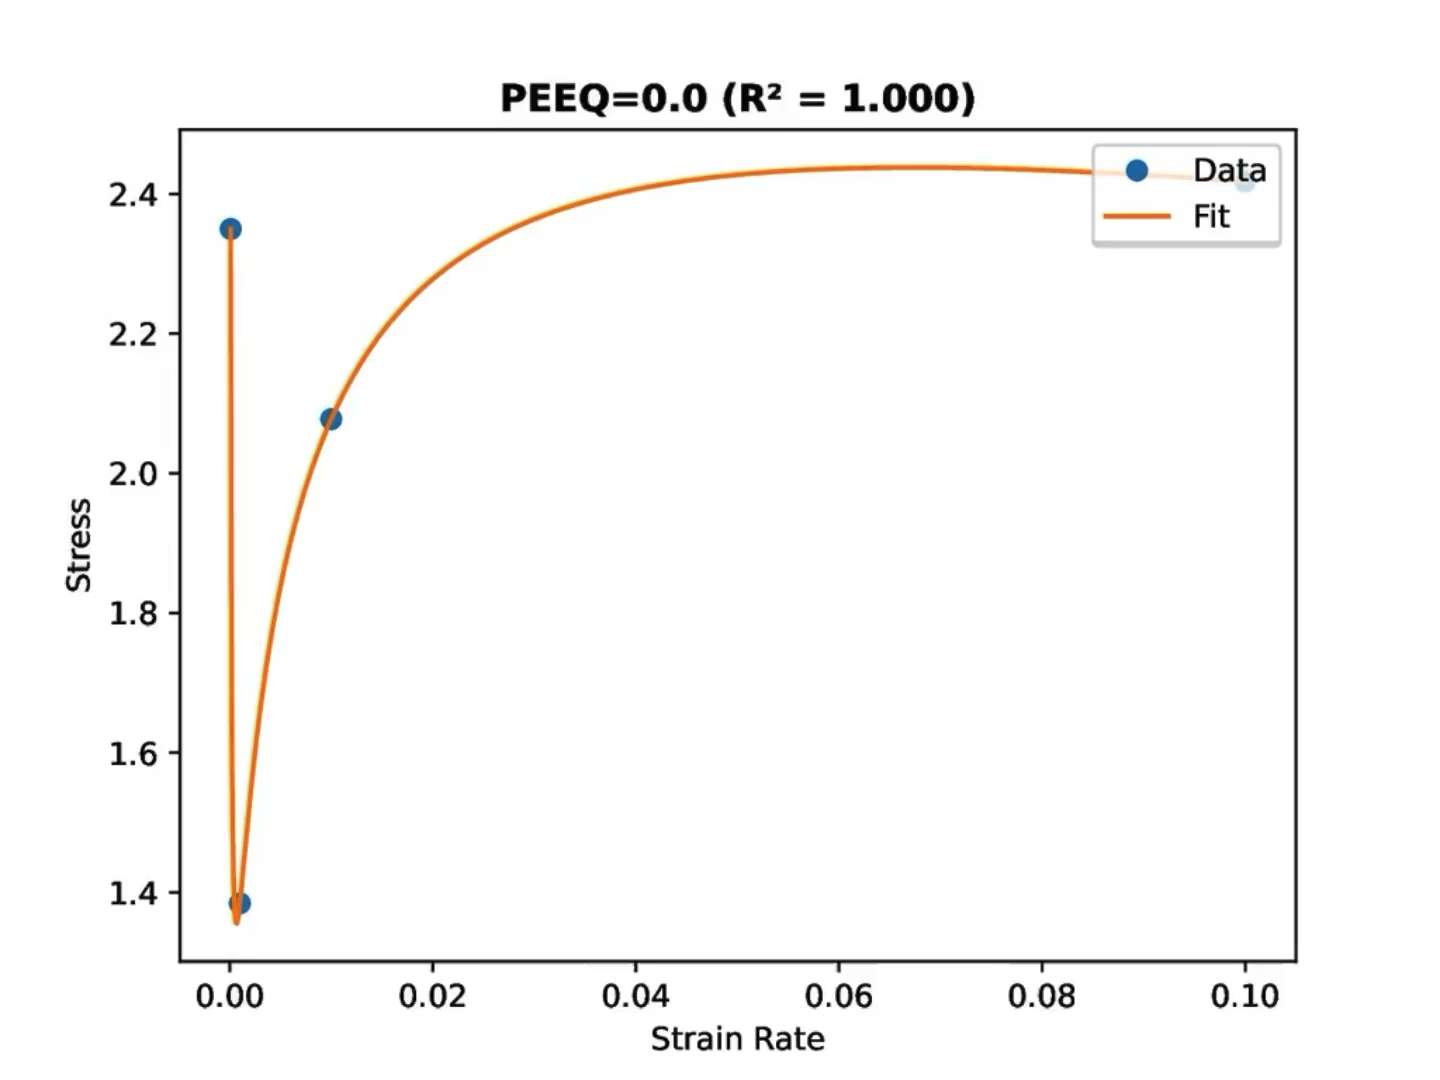 PEEQ=0.0 (R² = 1.000)
Data
Fit
2.4
2.2
2.0
1.8
1.6
1.4
Stress
0.00 0.02 0.04 0.06 0.08 0.10
Strain Rate